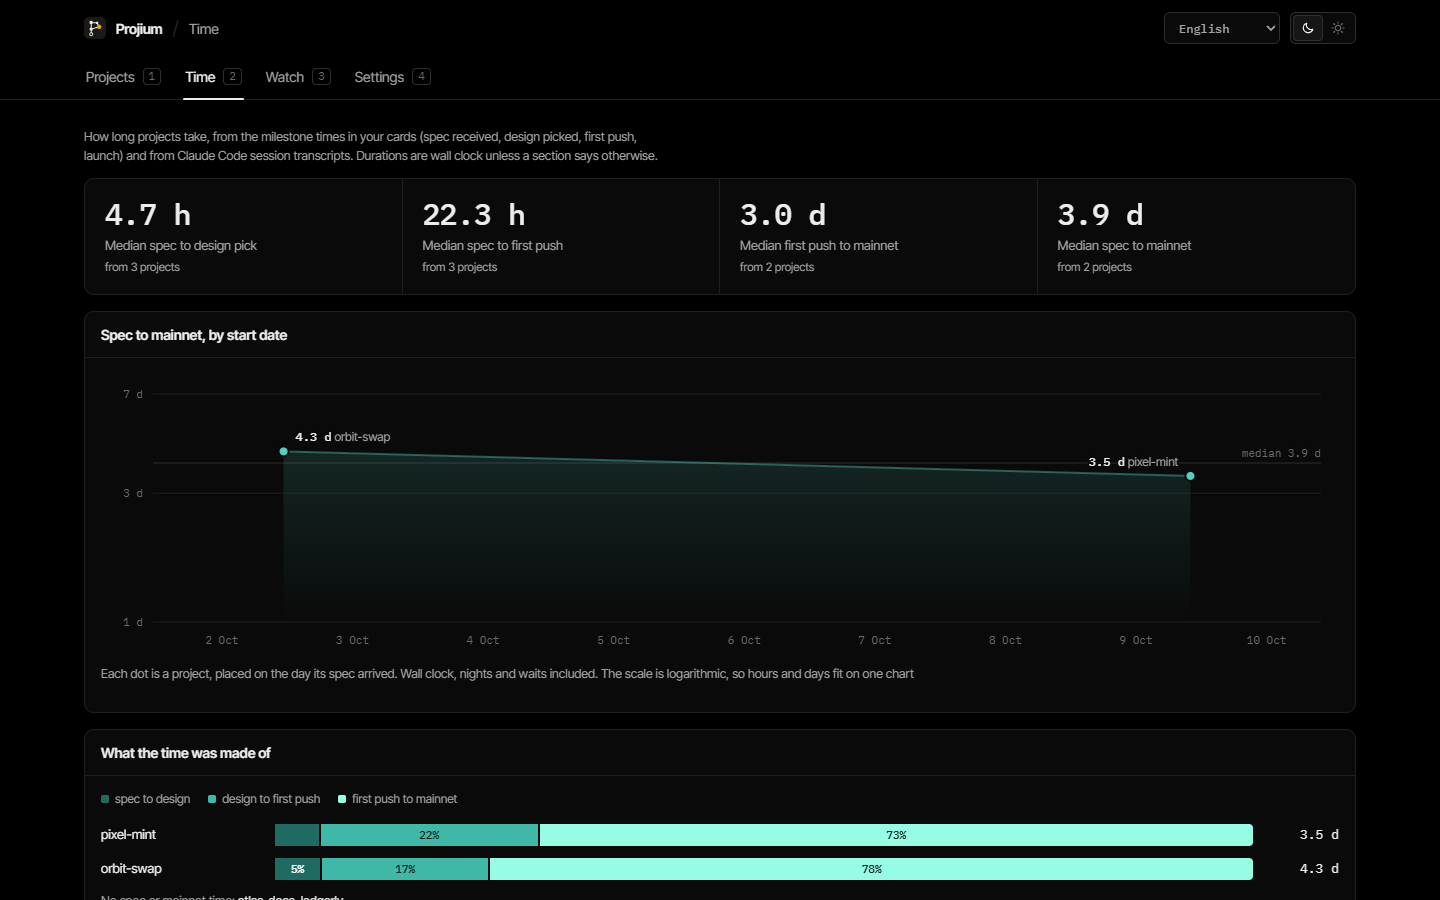 Projium / Time
English
Projects 1 Time 2 Watch 3 Settings 4
How long projects take, from the milestone times in your cards (spec received, design picked, first push,
launch) and from Claude Code session transcripts. Durations are wall clock unless a section says otherwise.
4.7 h
Median spec to design pick
from 3 projects
22.3 h
Median spec to first push
from 3 projects
3.0 d
Median first push to mainnet
from 2 projects
3.9 d
Median spec to mainnet
from 2 projects
Spec to mainnet, by start date
7 d
4.3 d orbit-swap
median 3.9 d
3.5 d pixel-mint
3 d
1 d
2 Oct 3 Oct 4 Oct 5 Oct 6 Oct 7 Oct 8 Oct 9 Oct 10 Oct
Each dot is a project, placed on the day its spec arrived. Wall clock, nights and waits included. The scale is logarithmic, so hours and days fit on one chart
What the time was made of
spec to design design to first push first push to mainnet
pixel-mint 22% 73% 3.5 d
orbit-swap 5% 17% 78% 4.3 d
No spec or mainnet time: atlas-docs, ledgerly